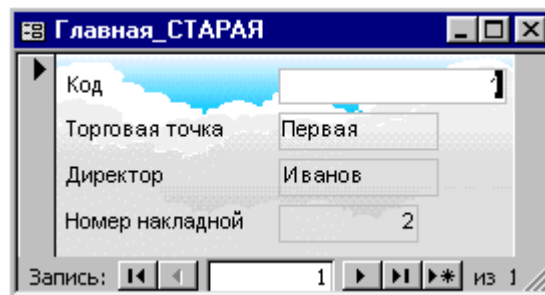 Главная_СТАРАЯ
Код 1
Торговая точка Первая
Директор Иванов
Номер накладной 2
Запись: 1 из 1